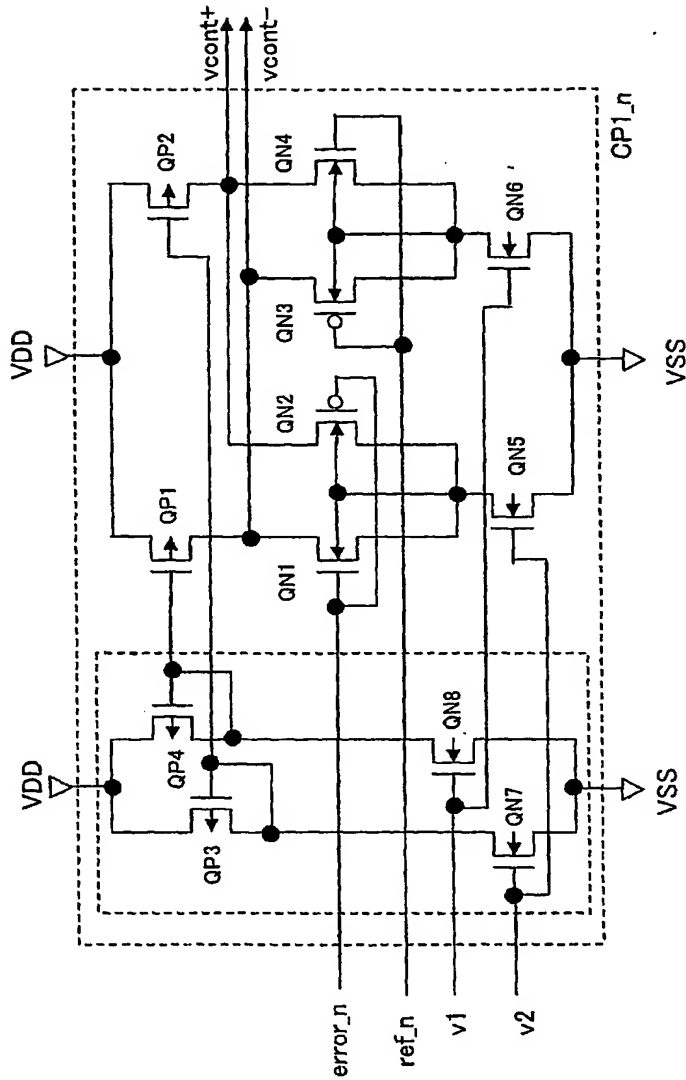 VDD
VDD
QP3
QP4
QP1
QP2
vcont+
vcont-
QN1
QN2
QN3
QN4
error_n
ref_n
v1
v2
QN7
QN8
QN5
QN6
VSS
VSS
CP1_n